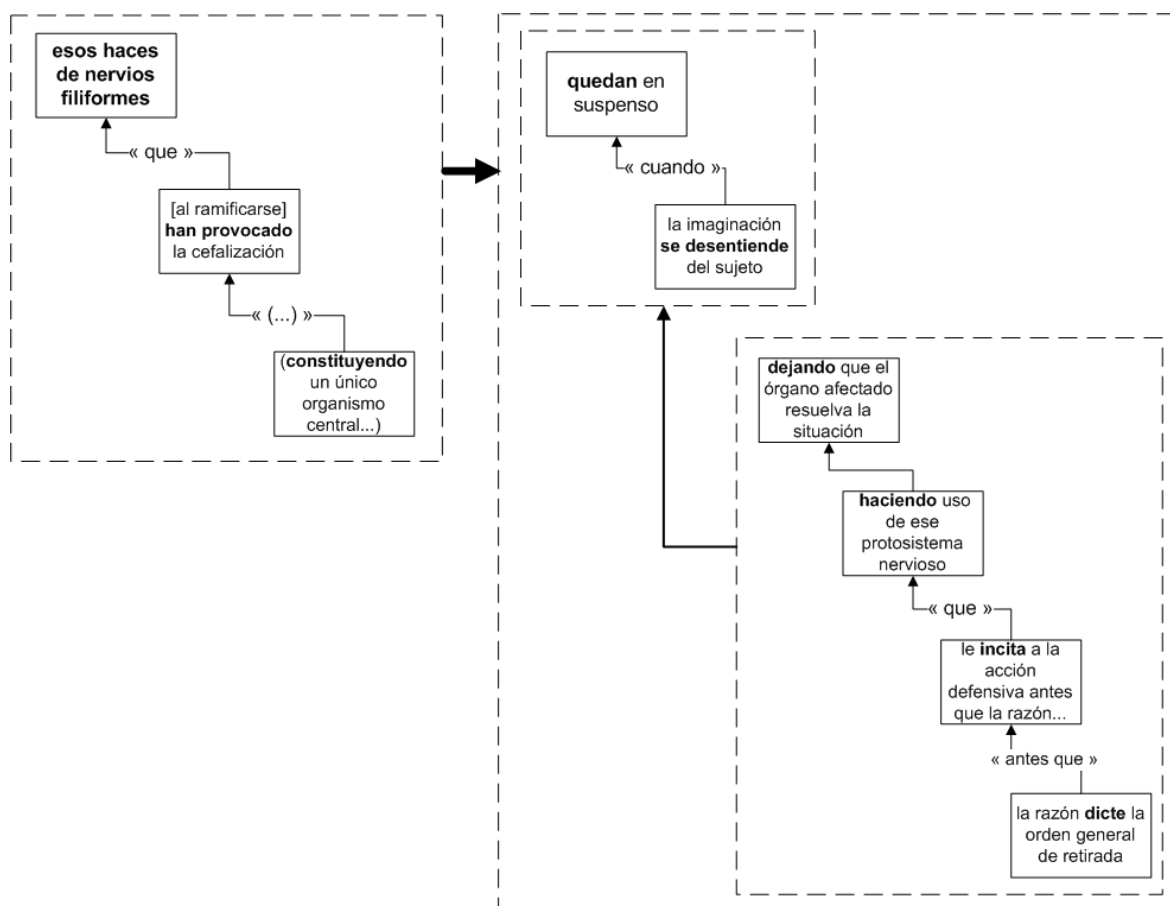 esos haces
de nervios
filiformes
« que »
[al ramificarse]
han provocado
la cefalización
« (...) »
(constituyendo
un único
organismo
central...)
quedan en
suspenso
« cuando »
la imaginación
se desentiende
del sujeto
dejando que el
órgano afectado
resuelva la
situación
haciendo uso
de ese
protosistema
nervioso
« que »
le incita a la
acción
defensiva antes
que la razón...
« antes que »
la razón dicte la
orden general
de retirada